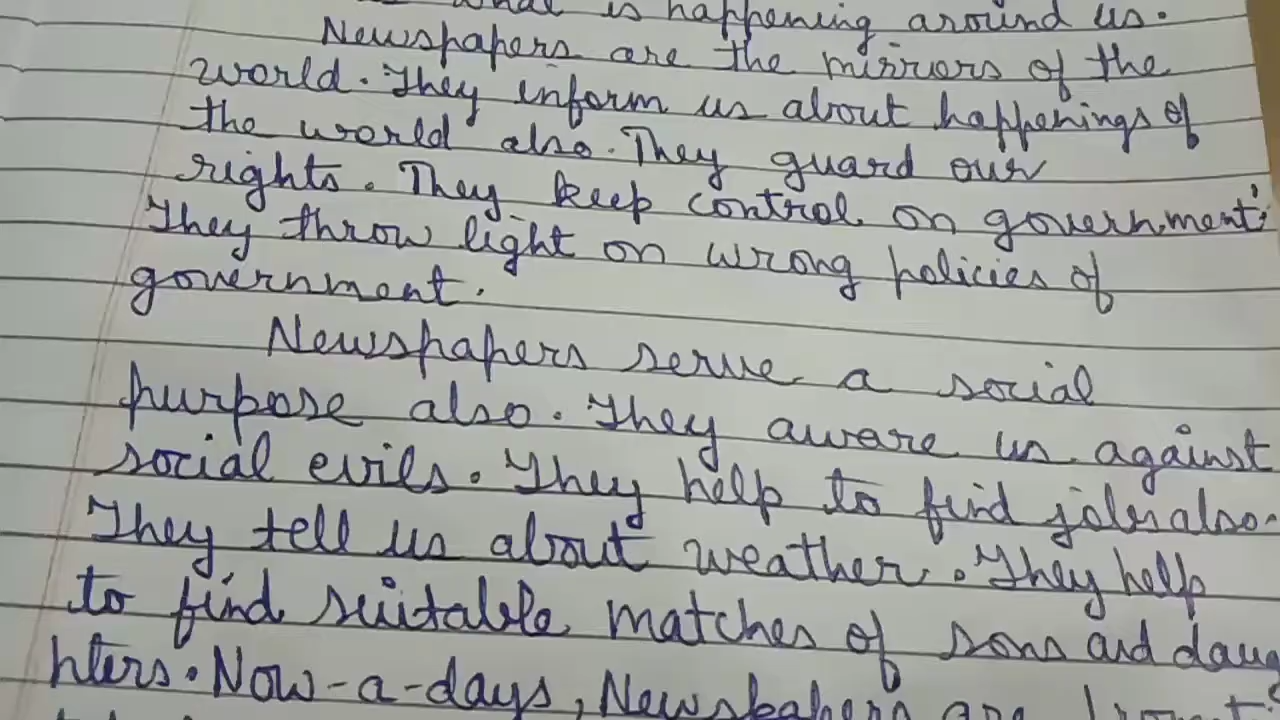 what is happening around us.
Newspapers are the mirrors of the
world. They inform us about happenings of
the world also. They guard our
rights. They keep control on government.
They throw light on wrong policies of
government.
Newspapers serve a social
purpose also. They aware us against
social evils. They help to find jobs also.
They tell us about weather. They help
to find suitable matches of sons and daug
hters. Now-a-days, Newspapers are